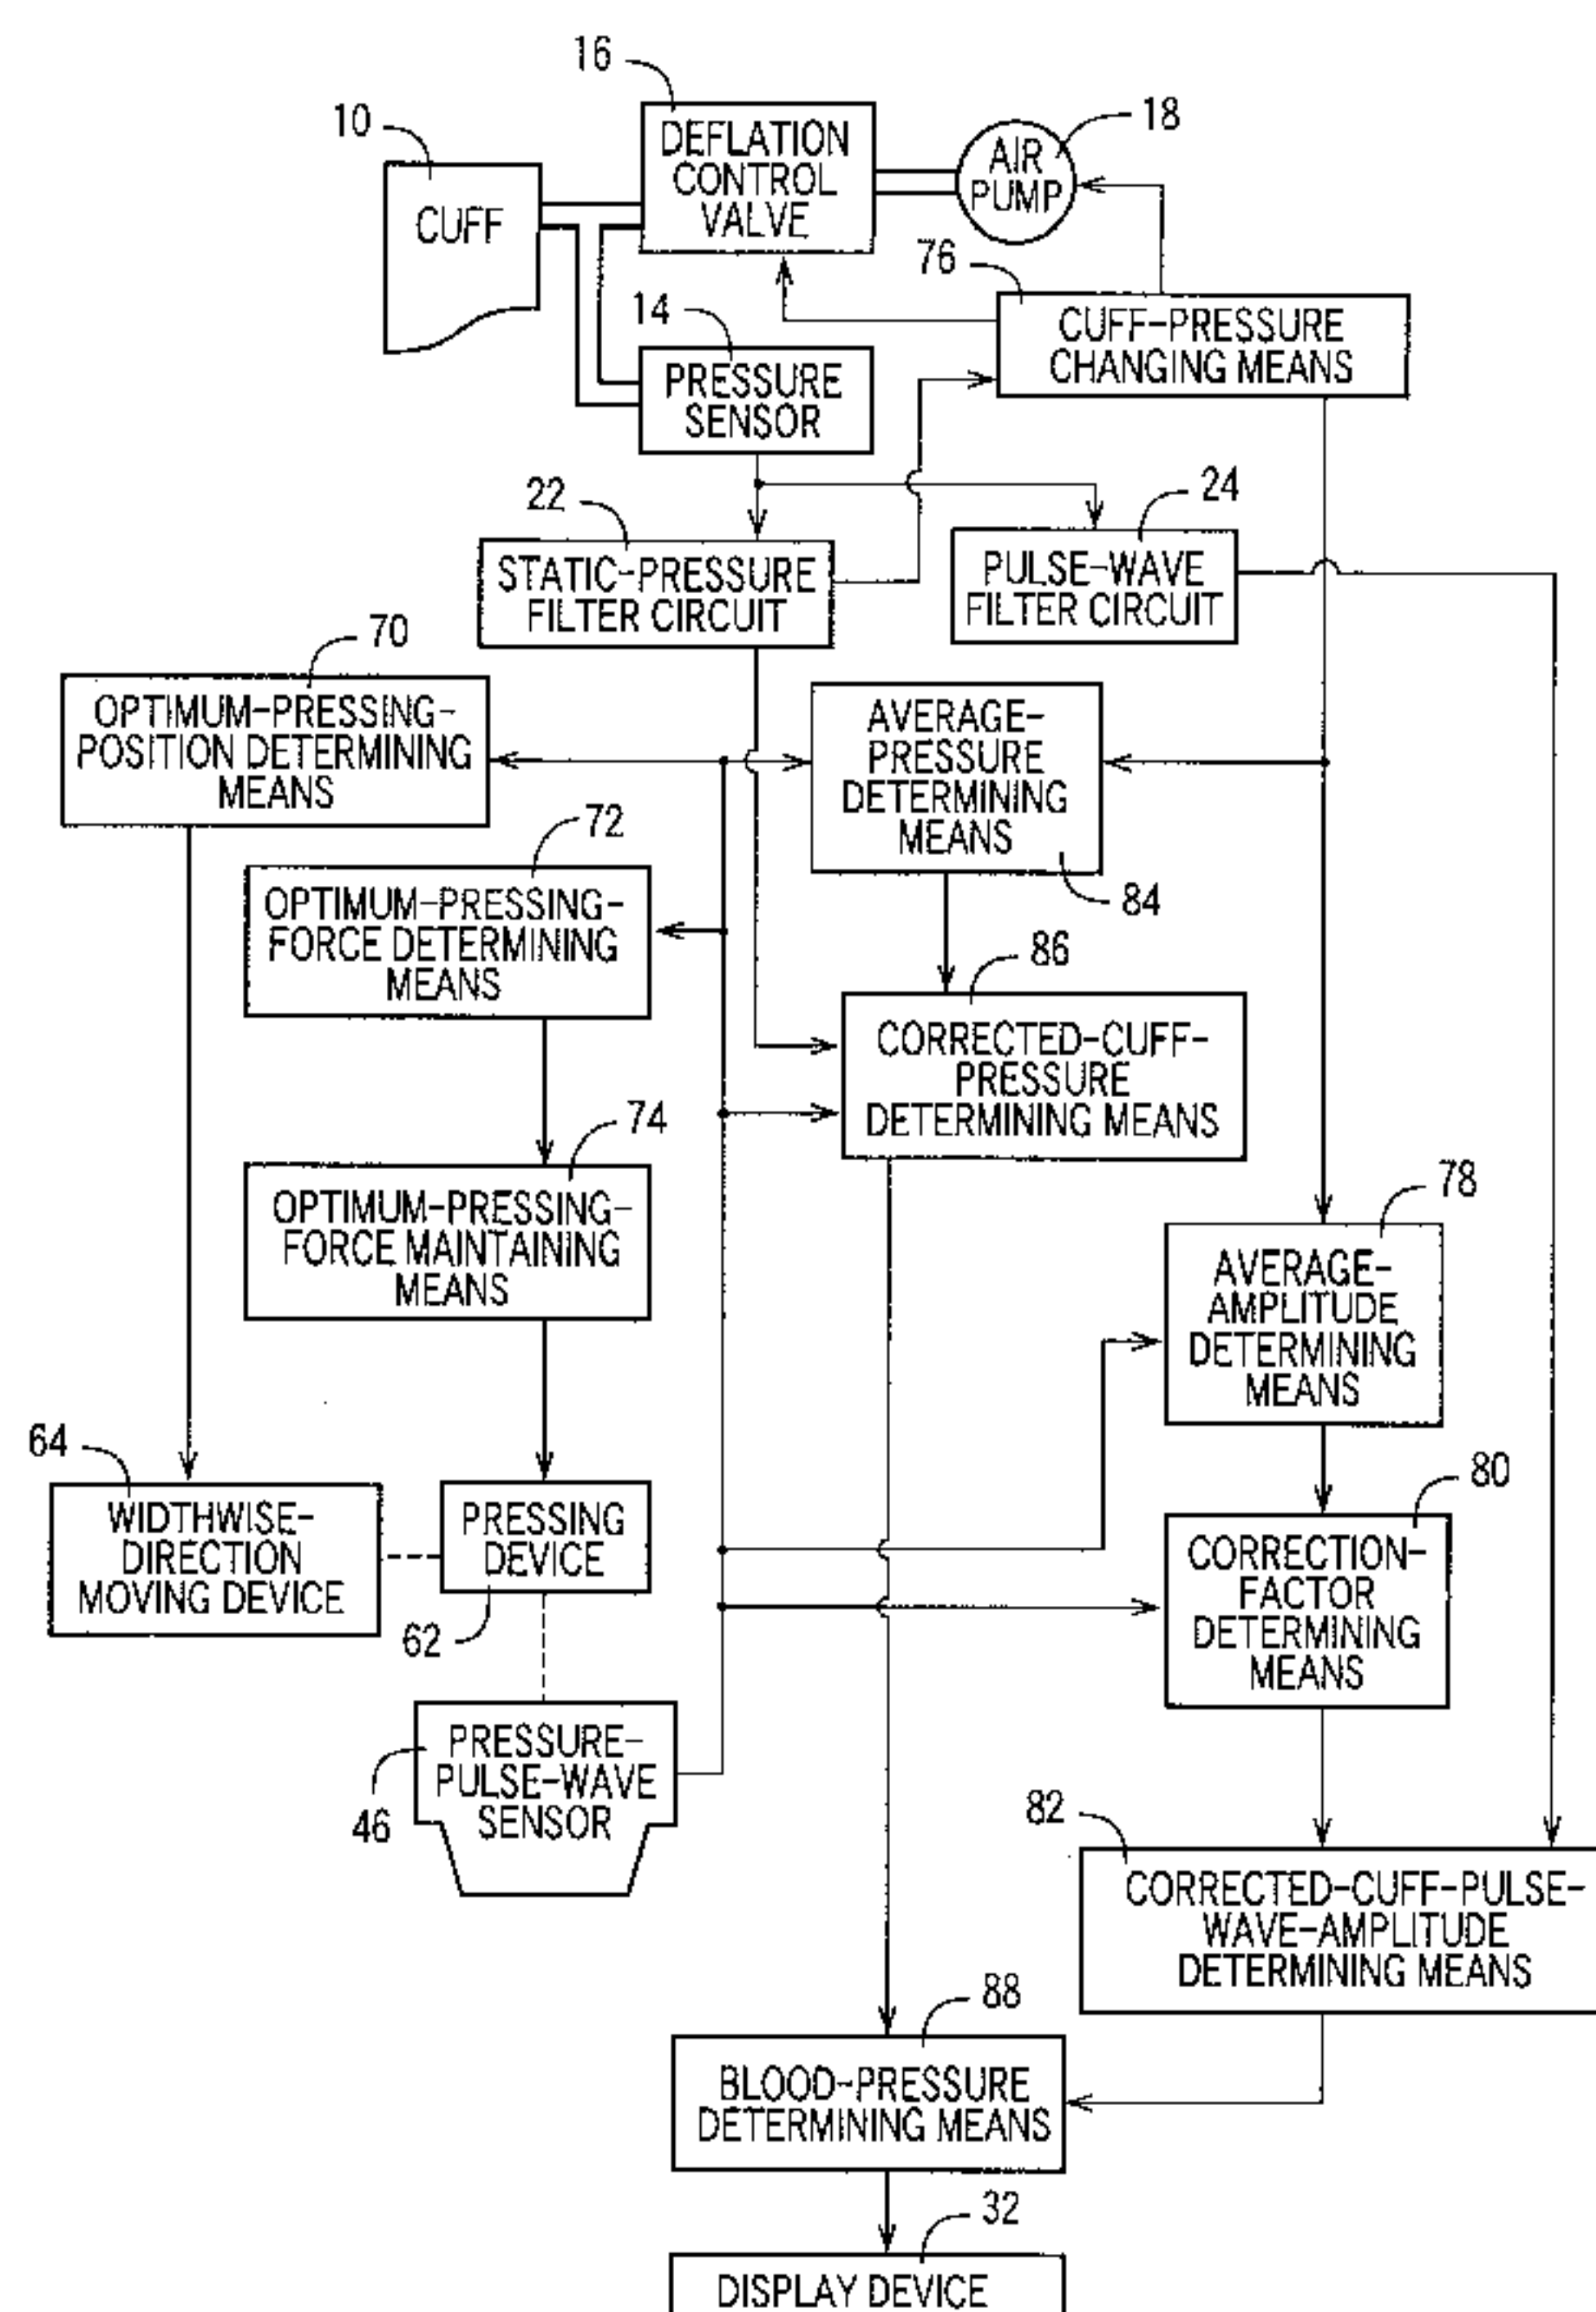 16
10
DEFLATION
CONTROL
VALVE
AIR
PUMP
18
CUFF
76
14
CUFF-PRESSURE
CHANGING MEANS
PRESSURE
SENSOR
22
24
STATIC-PRESSURE
FILTER CIRCUIT
PULSE-WAVE
FILTER CIRCUIT
70
OPTIMUM-PRESSING-
POSITION DETERMINING
MEANS
AVERAGE-
PRESSURE
DETERMINING
MEANS
72
84
OPTIMUM-PRESSING-
FORCE DETERMINING
MEANS
86
CORRECTED-CUFF-
PRESSURE
DETERMINING MEANS
74
78
OPTIMUM-PRESSING-
FORCE MAINTAINING
MEANS
AVERAGE-
AMPLITUDE
DETERMINING
MEANS
64
80
WIDTHWISE-
DIRECTION
MOVING DEVICE
PRESSING
DEVICE
62
CORRECTION-
FACTOR
DETERMINING
MEANS
PRESSURE-
PULSE-WAVE
SENSOR
46
82
CORRECTED-CUFF-PULSE-
WAVE-AMPLITUDE
DETERMINING MEANS
88
BLOOD-PRESSURE
DETERMINING MEANS
32
DISPLAY DEVICE